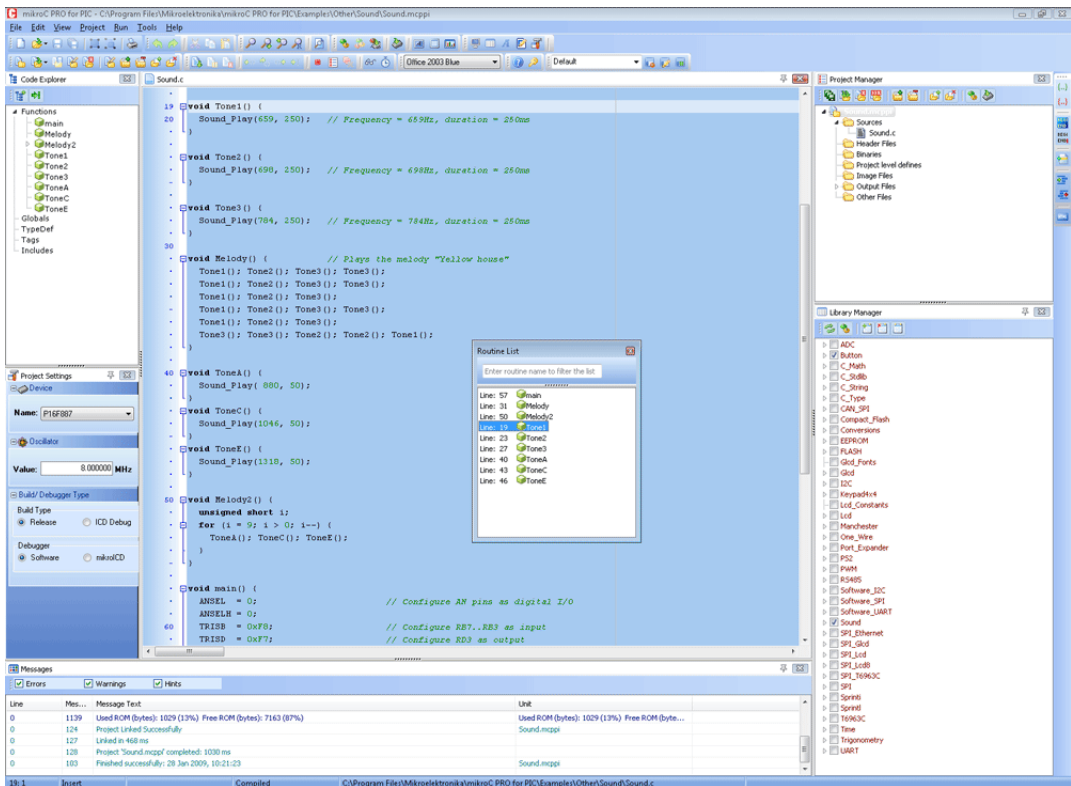 mikroC PRO for PIC - C:\Program Files\Mikroelektronika\mikroC PRO for PIC\Examples\Other\Sound\Sound.mcppi
File Edit View Project Run Tools Help
Office 2003 Blue
Default
Code Explorer
Functions
main
Melody
Melody2
Tone1
Tone2
Tone3
ToneA
ToneC
ToneE
Globals
TypeDef
Tags
Includes
Project Settings
Device
Name: P16F887
Oscillator
Value: 8.000000 MHz
Build/ Debugger Type
Build Type
Release ICD Debug
Debugger
Software mikroICD
Sound.c
19 void Tone1() {
20 Sound_Play(659, 250); // Frequency = 659Hz, duration = 250ms
}
void Tone2() {
Sound_Play(698, 250); // Frequency = 698Hz, duration = 250ms
}
void Tone3() {
Sound_Play(784, 250); // Frequency = 784Hz, duration = 250ms
}
30
void Melody() { // Plays the melody "Yellow house"
Tone1(); Tone2(); Tone3(); Tone3();
Tone1(); Tone2(); Tone3(); Tone3();
Tone1(); Tone2(); Tone3();
Tone1(); Tone2(); Tone3(); Tone3();
Tone1(); Tone2(); Tone3();
Tone3(); Tone3(); Tone2(); Tone2(); Tone1();
}
40 void ToneA() {
Sound_Play( 880, 50);
}
void ToneC() {
Sound_Play(1046, 50);
}
void ToneE() {
Sound_Play(1318, 50);
}
50 void Melody2() {
unsigned short i;
for (i = 9; i > 0; i--) {
ToneA(); ToneC(); ToneE();
}
}
void main() {
ANSEL = 0; // Configure AN pins as digital I/O
ANSELH = 0;
60 TRISB = 0xF8; // Configure RB7..RB3 as input
TRISD = 0xF7; // Configure RD3 as output
Routine List
Enter routine name to filter the list
Line: 57 main
Line: 31 Melody
Line: 50 Melody2
Line: 19 Tone1
Line: 23 Tone2
Line: 27 Tone3
Line: 40 ToneA
Line: 43 ToneC
Line: 46 ToneE
Project Manager
Sources
Sound.c
Header Files
Binaries
Project level defines
Image Files
Output Files
Other Files
Library Manager
ADC
Button
C_Math
C_Stdlib
C_String
C_Type
CAN_SPI
Compact_Flash
Conversions
EEPROM
FLASH
Glcd_Fonts
Glcd
I2C
Keypad4x4
Lcd_Constants
Lcd
Manchester
One_Wire
Port_Expander
PS2
PWM
RS485
Software_I2C
Software_SPI
Software_UART
Sound
SPI_Ethernet
SPI_Glcd
SPI_Lcd
SPI_Lcd8
SPI_T6963C
SPI
Sprinti
Sprintl
T6963C
Time
Trigonometry
UART
Messages
Errors Warnings Hints
Line Mes... Message Text Unit
0 1139 Used ROM (bytes): 1029 (13%) Free ROM (bytes): 7163 (87%) Used ROM (bytes): 1029 (13%) Free ROM (byte...
0 124 Project Linked Successfully Sound.mcppi
0 127 Linked in 468 ms
0 128 Project 'Sound.mcppi' completed: 1038 ms
0 103 Finished successfully: 28 Jan 2009, 10:21:23 Sound.mcppi
19: 1 Insert Compiled C:\Program Files\Mikroelektronika\mikroC PRO for PIC\Examples\Other\Sound\Sound.c